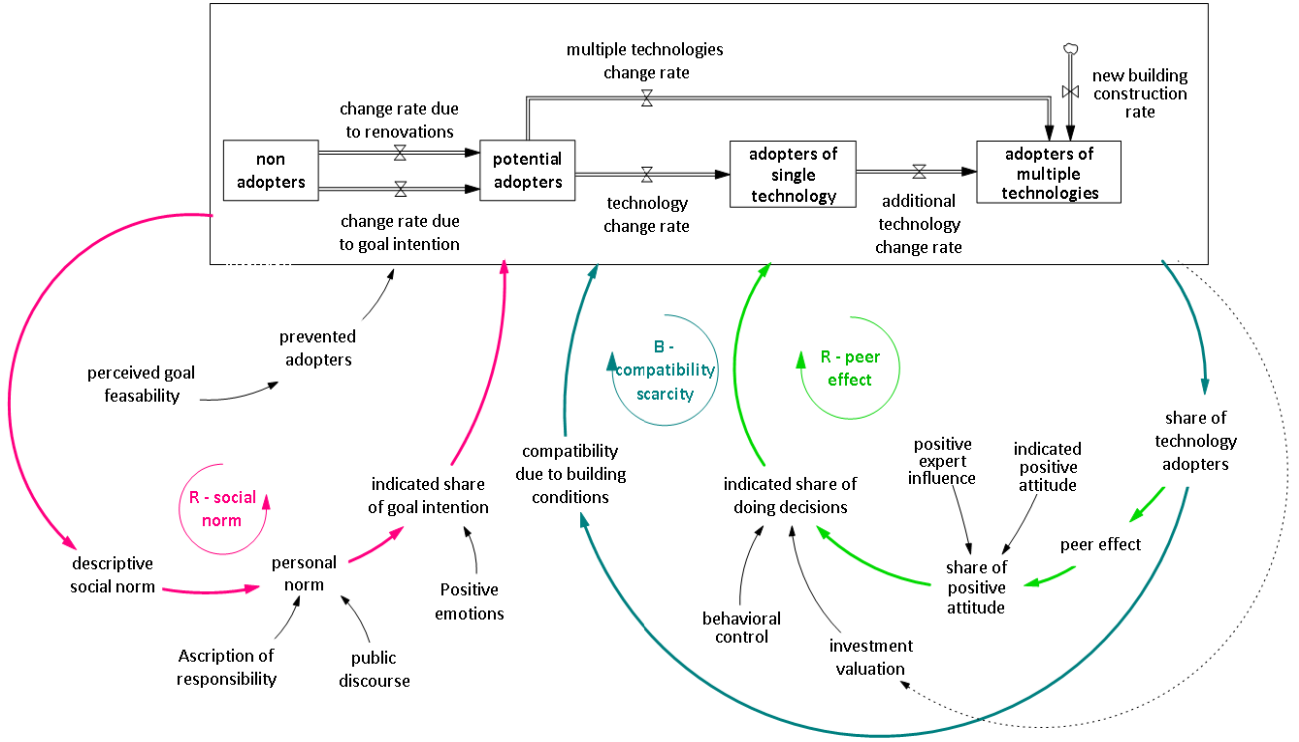 multiple technologies
change rate
new building
construction
rate
change rate due
to renovations
non
adopters
potential
adopters
adopters of
single
technology
adopters of
multiple
technologies
technology
change rate
additional
technology
change rate
change rate due
to goal intention
prevented
adopters
perceived goal
feasability
B -
compatibility
scarcity
R - peer
effect
share of
technology
adopters
positive
expert
influence
indicated
positive
attitude
compatibility
due to building
conditions
indicated share
of goal intention
indicated share of
doing decisions
R - social
norm
peer effect
descriptive
social norm
personal
norm
share of
positive
attitude
Positive
emotions
behavioral
control
investment
valuation
Ascription of
responsibility
public
discourse